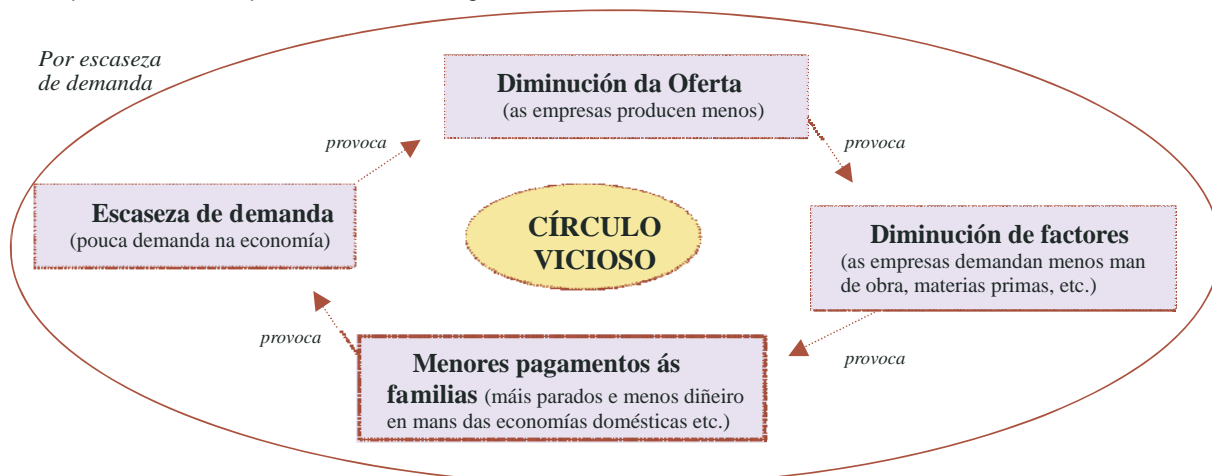 Por escaseza
de demanda
Diminución da Oferta
(as empresas producen menos)
provoca
provoca
Escaseza de demanda
(pouca demanda na economía)
CÍRCULO
VICIOSO
Diminución de factores
(as empresas demandan menos man
de obra, materias primas, etc.)
provoca
provoca
Menores pagamentos ás
familias (máis parados e menos diñeiro
en mans das economías domésticas etc.)